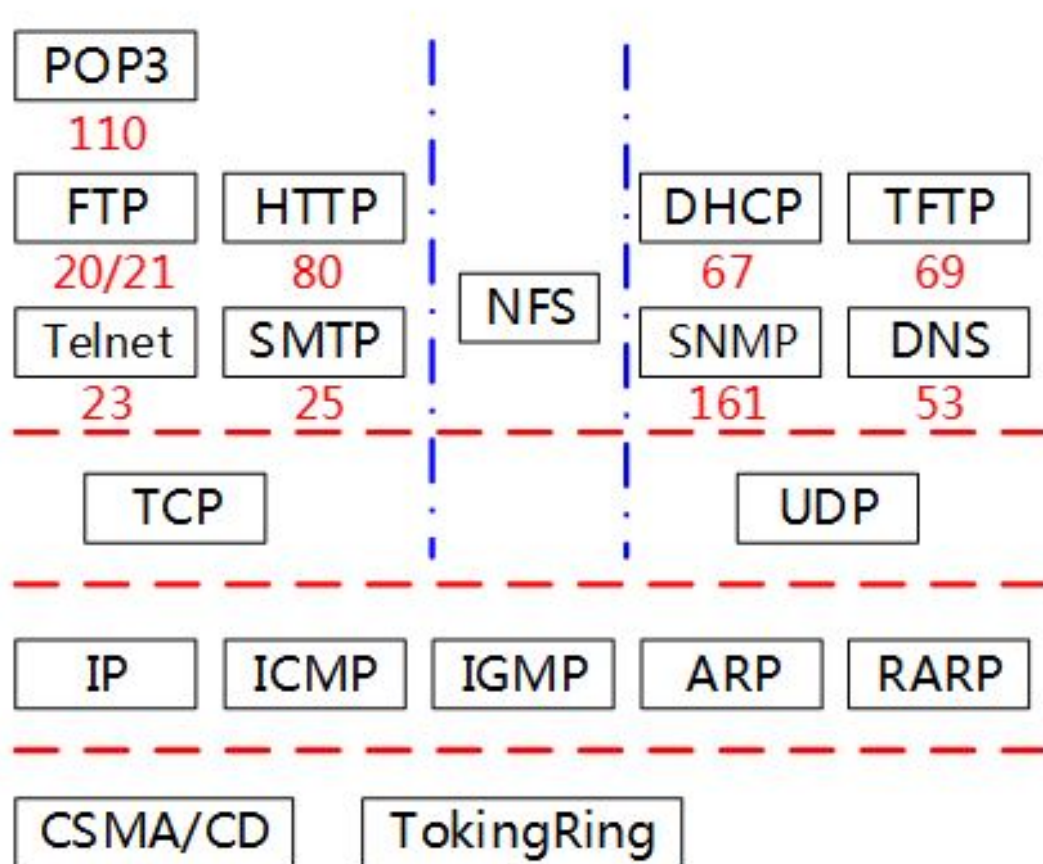 POP3
110
FTP HTTP DHCP TFTP
20/21 80 67 69
NFS
Telnet SMTP SNMP DNS
23 25 161 53
TCP UDP
IP ICMP IGMP ARP RARP
CSMA/CD TokingRing